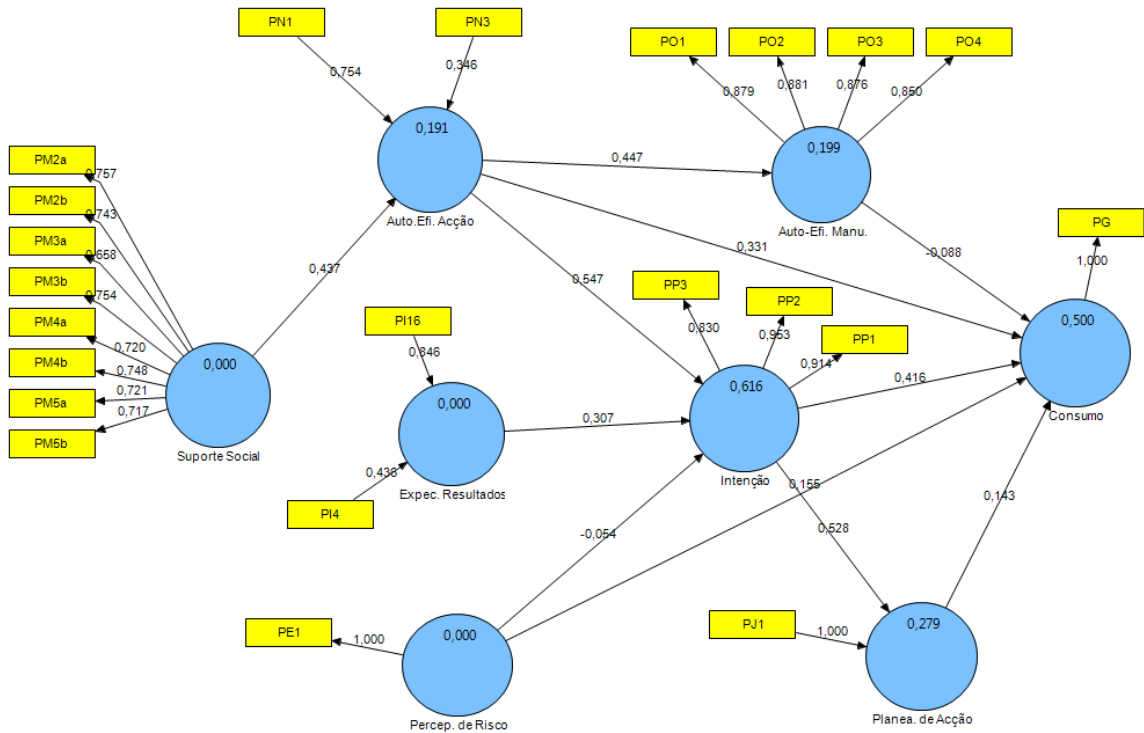 PN1
PN3
PO1
PO2
PO3
PO4
0,754
0,346
0,879
0,881
0,876
0,850
0,191
Auto.Efi. Acção
0,447
0,199
Auto-Efi. Manu.
PM2a
0,757
PM2b
0,743
PM3a
0,658
PM3b
0,754
PM4a
0,720
PM4b
0,748
PM5a
0,721
PM5b
0,717
0,000
Suporte Social
0,437
0,331
-0,088
PG
1,000
0,547
PP3
0,830
PP2
0,953
PP1
0,914
PI16
0,846
0,000
Expec. Resultados
0,438
PI4
0,307
0,616
Intenção
0,416
0,500
Consumo
0,155
-0,054
0,528
0,143
PE1
1,000
0,000
Percep. de Risco
PJ1
1,000
0,279
Planea. de Acção